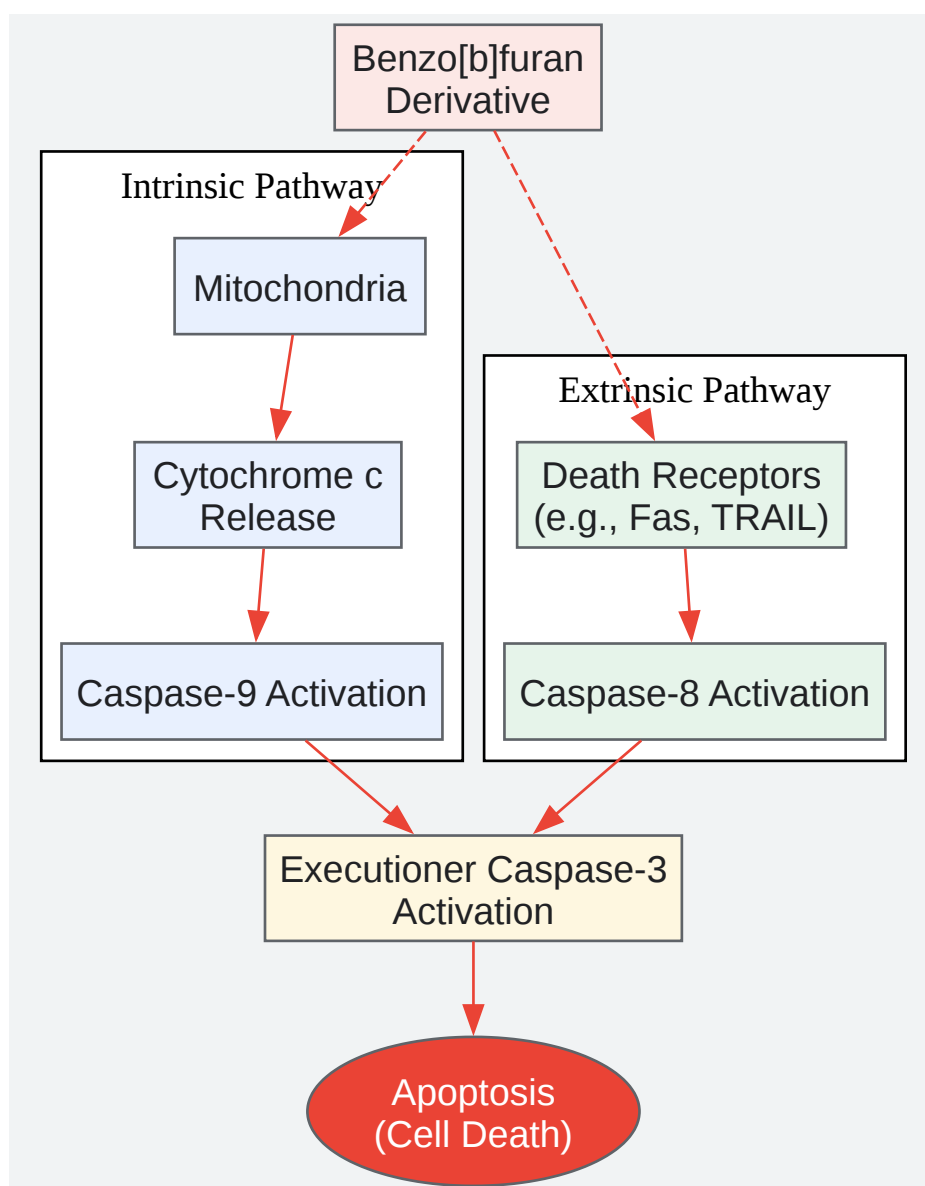 Benzo[b]furan
Derivative
Intrinsic Pathway
Mitochondria
Cytochrome c
Release
Caspase-9 Activation
Extrinsic Pathway
Death Receptors
(e.g., Fas, TRAIL)
Caspase-8 Activation
Executioner Caspase-3
Activation
Apoptosis
(Cell Death)